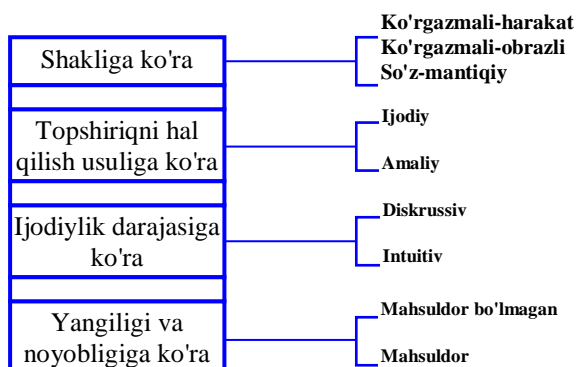 Shakliga ko'ra
Ko'rgazmali-harakat
Ko'rgazmali-obrazli
So'z-mantiqiy
Topshiriqni hal
qilish usuliga ko'ra
Ijodiy
Amaliy
Ijodiylik darajasiga
ko'ra
Diskrussiv
Intuitiv
Yangiligi va
noyobligiga ko'ra
Mahsuldor bo'lmagan
Mahsuldor